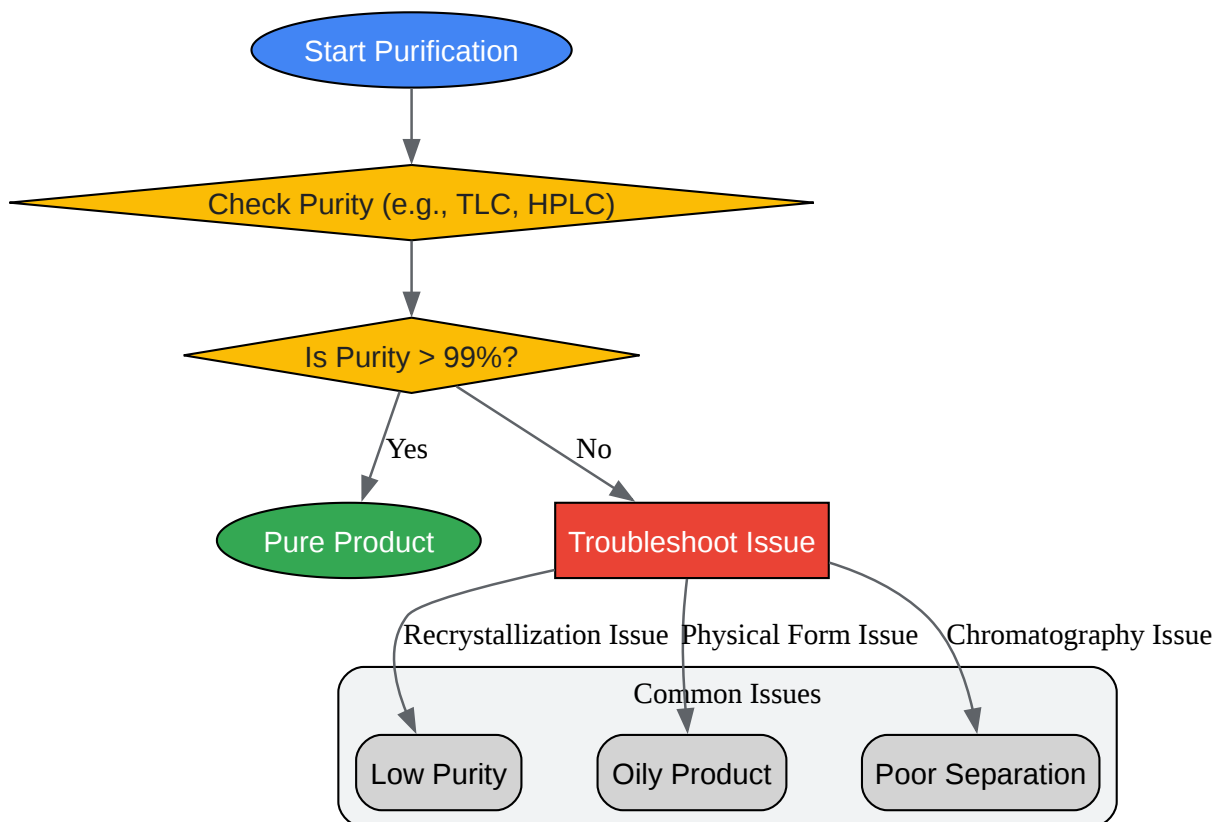 Start Purification
Check Purity (e.g., TLC, HPLC)
Is Purity > 99%?
Yes
No
Pure Product
Troubleshoot Issue
Recrystallization Issue
Physical Form Issue
Chromatography Issue
Common Issues
Low Purity
Oily Product
Poor Separation